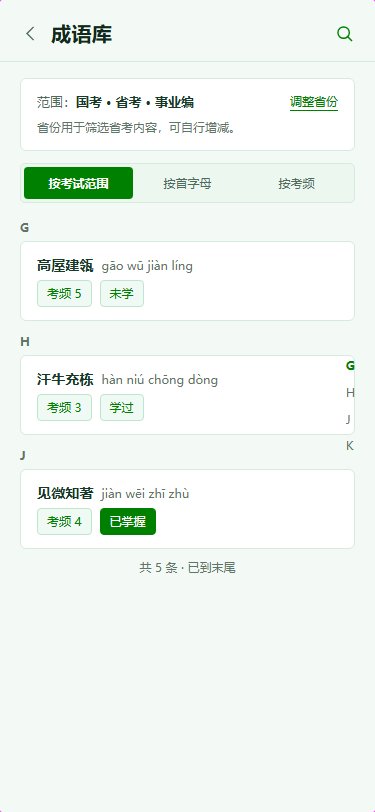 成语库
范围：国考 • 省考 • 事业编 调整省份
省份用于筛选省考内容，可自行增减。
按考试范围 按首字母 按考频
G
高屋建瓴 gāo wū jiàn líng
考频 5 未学
H
汗牛充栋 hàn niú chōng dòng
考频 3 学过
J
见微知著 jiàn wēi zhī zhù
考频 4 已掌握
共 5 条 · 已到末尾
G
H
J
K